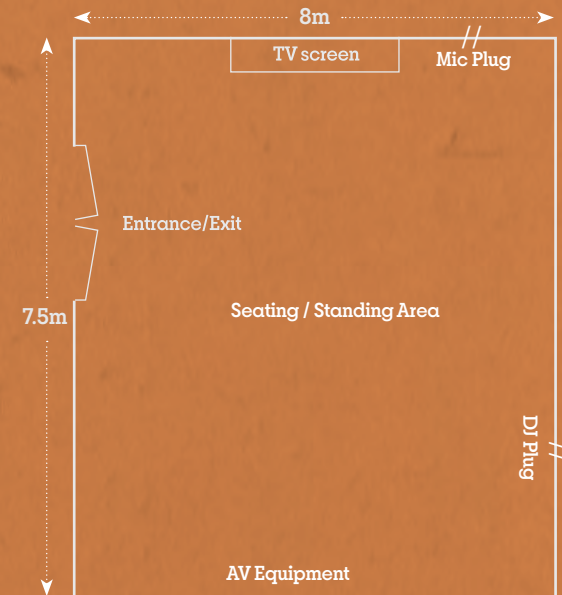 8m
TV screen
Mic Plug
Entrance/Exit
Seating / Standing Area
7.5m
DJ Plug
AV Equipment